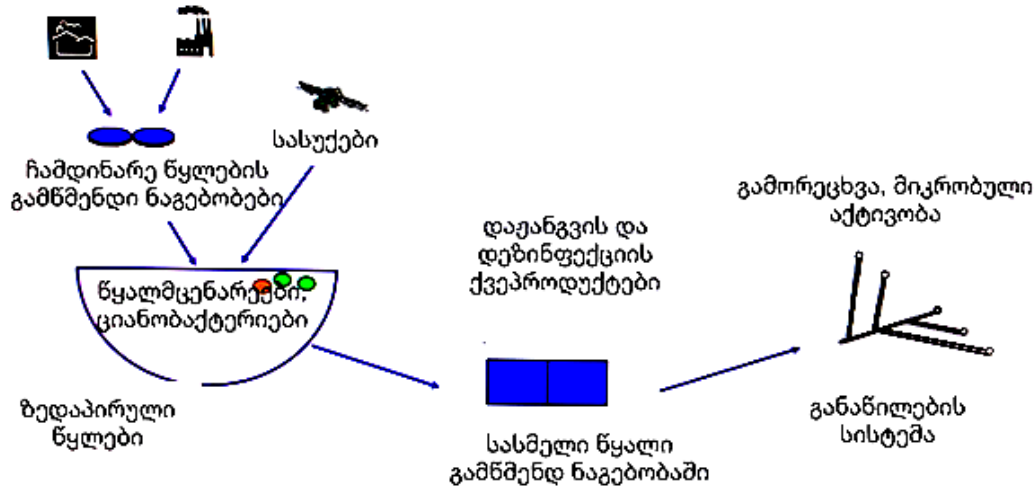 სასუქები
ჩამდინარე წყლების
გამწმენდი ნაგებობები
წყალმცენარეები,
ციანობაქტერიები
ზედაპირული
წყლები
დაჟანგვის და
დეზინფექციის
ქვეპროდუქტები
სასმელი წყალი
გამწმენდ ნაგებობაში
გამორეცხვა, მიკრობული
აქტივობა
განაწილების
სისტემა